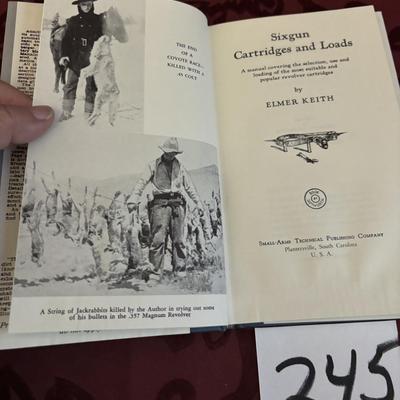 THE END
OF A
COYOTE RACE—
KILLED WITH A
.45 COLT
A String of Jackrabbits killed by the Author in trying out some
of his bullets in the .357 Magnum Revolver
Sixgun
Cartridges and Loads
A manual covering the selection, use and
loading of the most suitable and
popular revolver cartridges
by
ELMER KEITH
SMALL-ARMS TECHNICAL PUBLISHING COMPANY
Plantersville, South Carolina
U. S. A.
245